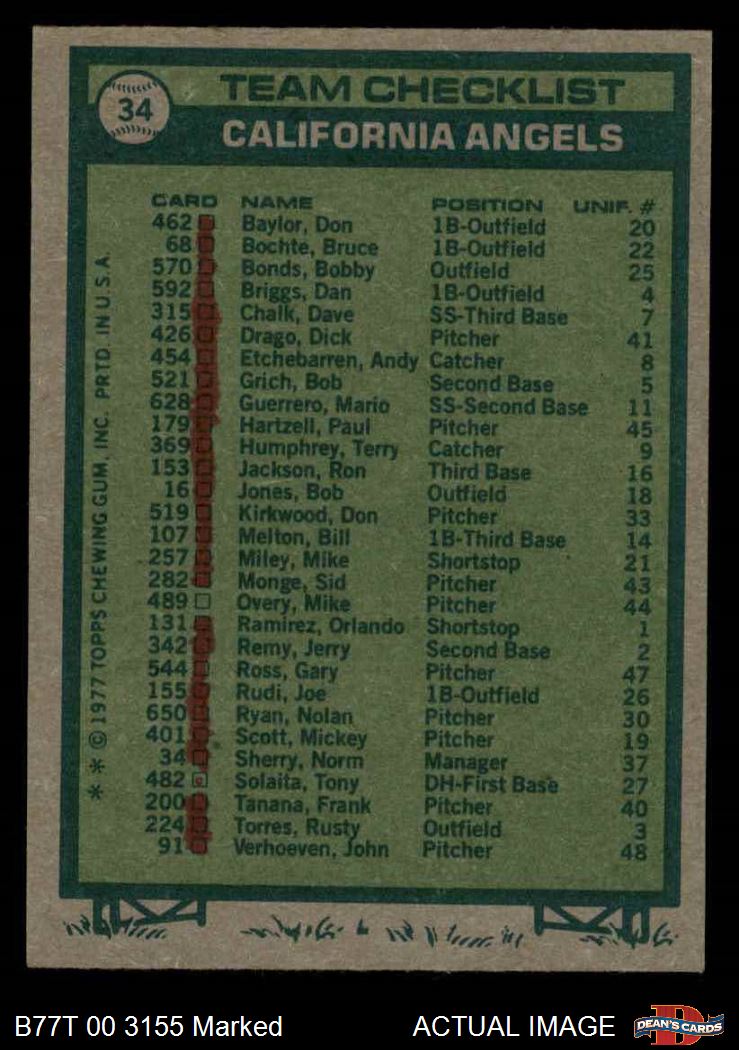 34
TEAM CHECKLIST
CALIFORNIA ANGELS
CARD NAME POSITION UNIF. #
462 Baylor, Don 1B-Outfield 20
68 Bochte, Bruce 1B-Outfield 22
570 Bonds, Bobby Outfield 25
592 Briggs, Dan 1B-Outfield 4
315 Chalk, Dave SS-Third Base 7
426 Drago, Dick Pitcher 41
454 Etchebarren, Andy Catcher 8
521 Grich, Bob Second Base 5
628 Guerrero, Mario SS-Second Base 11
179 Hartzell, Paul Pitcher 45
369 Humphrey, Terry Catcher 9
153 Jackson, Ron Third Base 16
16 Jones, Bob Outfield 18
519 Kirkwood, Don Pitcher 33
107 Melton, Bill 1B-Third Base 14
257 Miley, Mike Shortstop 21
282 Monge, Sid Pitcher 43
489 Overy, Mike Pitcher 44
131 Ramirez, Orlando Shortstop 1
342 Remy, Jerry Second Base 2
544 Ross, Gary Pitcher 47
155 Rudi, Joe 1B-Outfield 26
650 Ryan, Nolan Pitcher 30
401 Scott, Mickey Pitcher 19
34 Sherry, Norm Manager 37
482 Solaita, Tony DH-First Base 27
200 Tanana, Frank Pitcher 40
224 Torres, Rusty Outfield 3
91 Verhoeven, John Pitcher 48
* * © 1977 TOPPS CHEWING GUM, INC. PRTD. IN U.S.A.
B77T 00 3155 Marked ACTUAL IMAGE
D DEAN'S CARDS